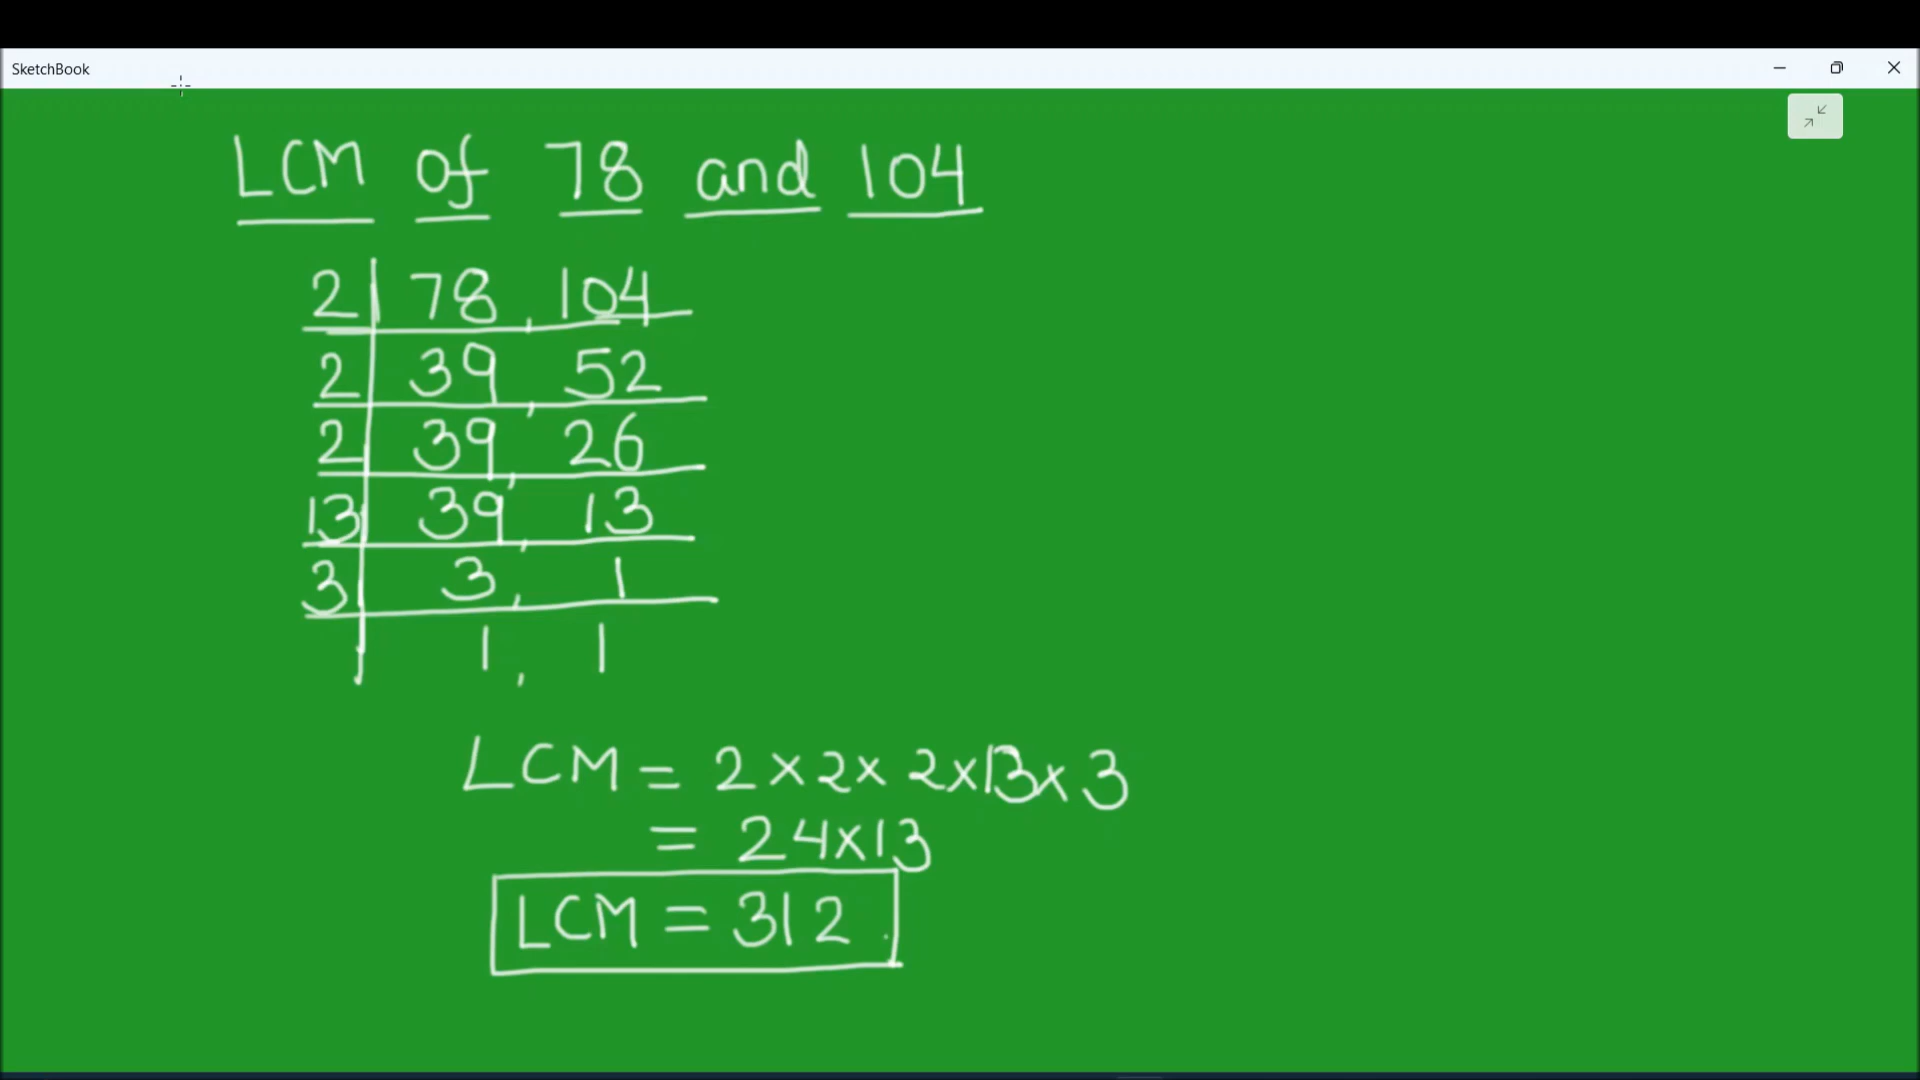 SketchBook
LCM of 78 and 104
2 78, 104
2 39, 52
2 39, 26
13 39, 13
3 3, 1
1, 1
LCM = 2 × 2 × 2 × 13 × 3
= 24 × 13
LCM = 312